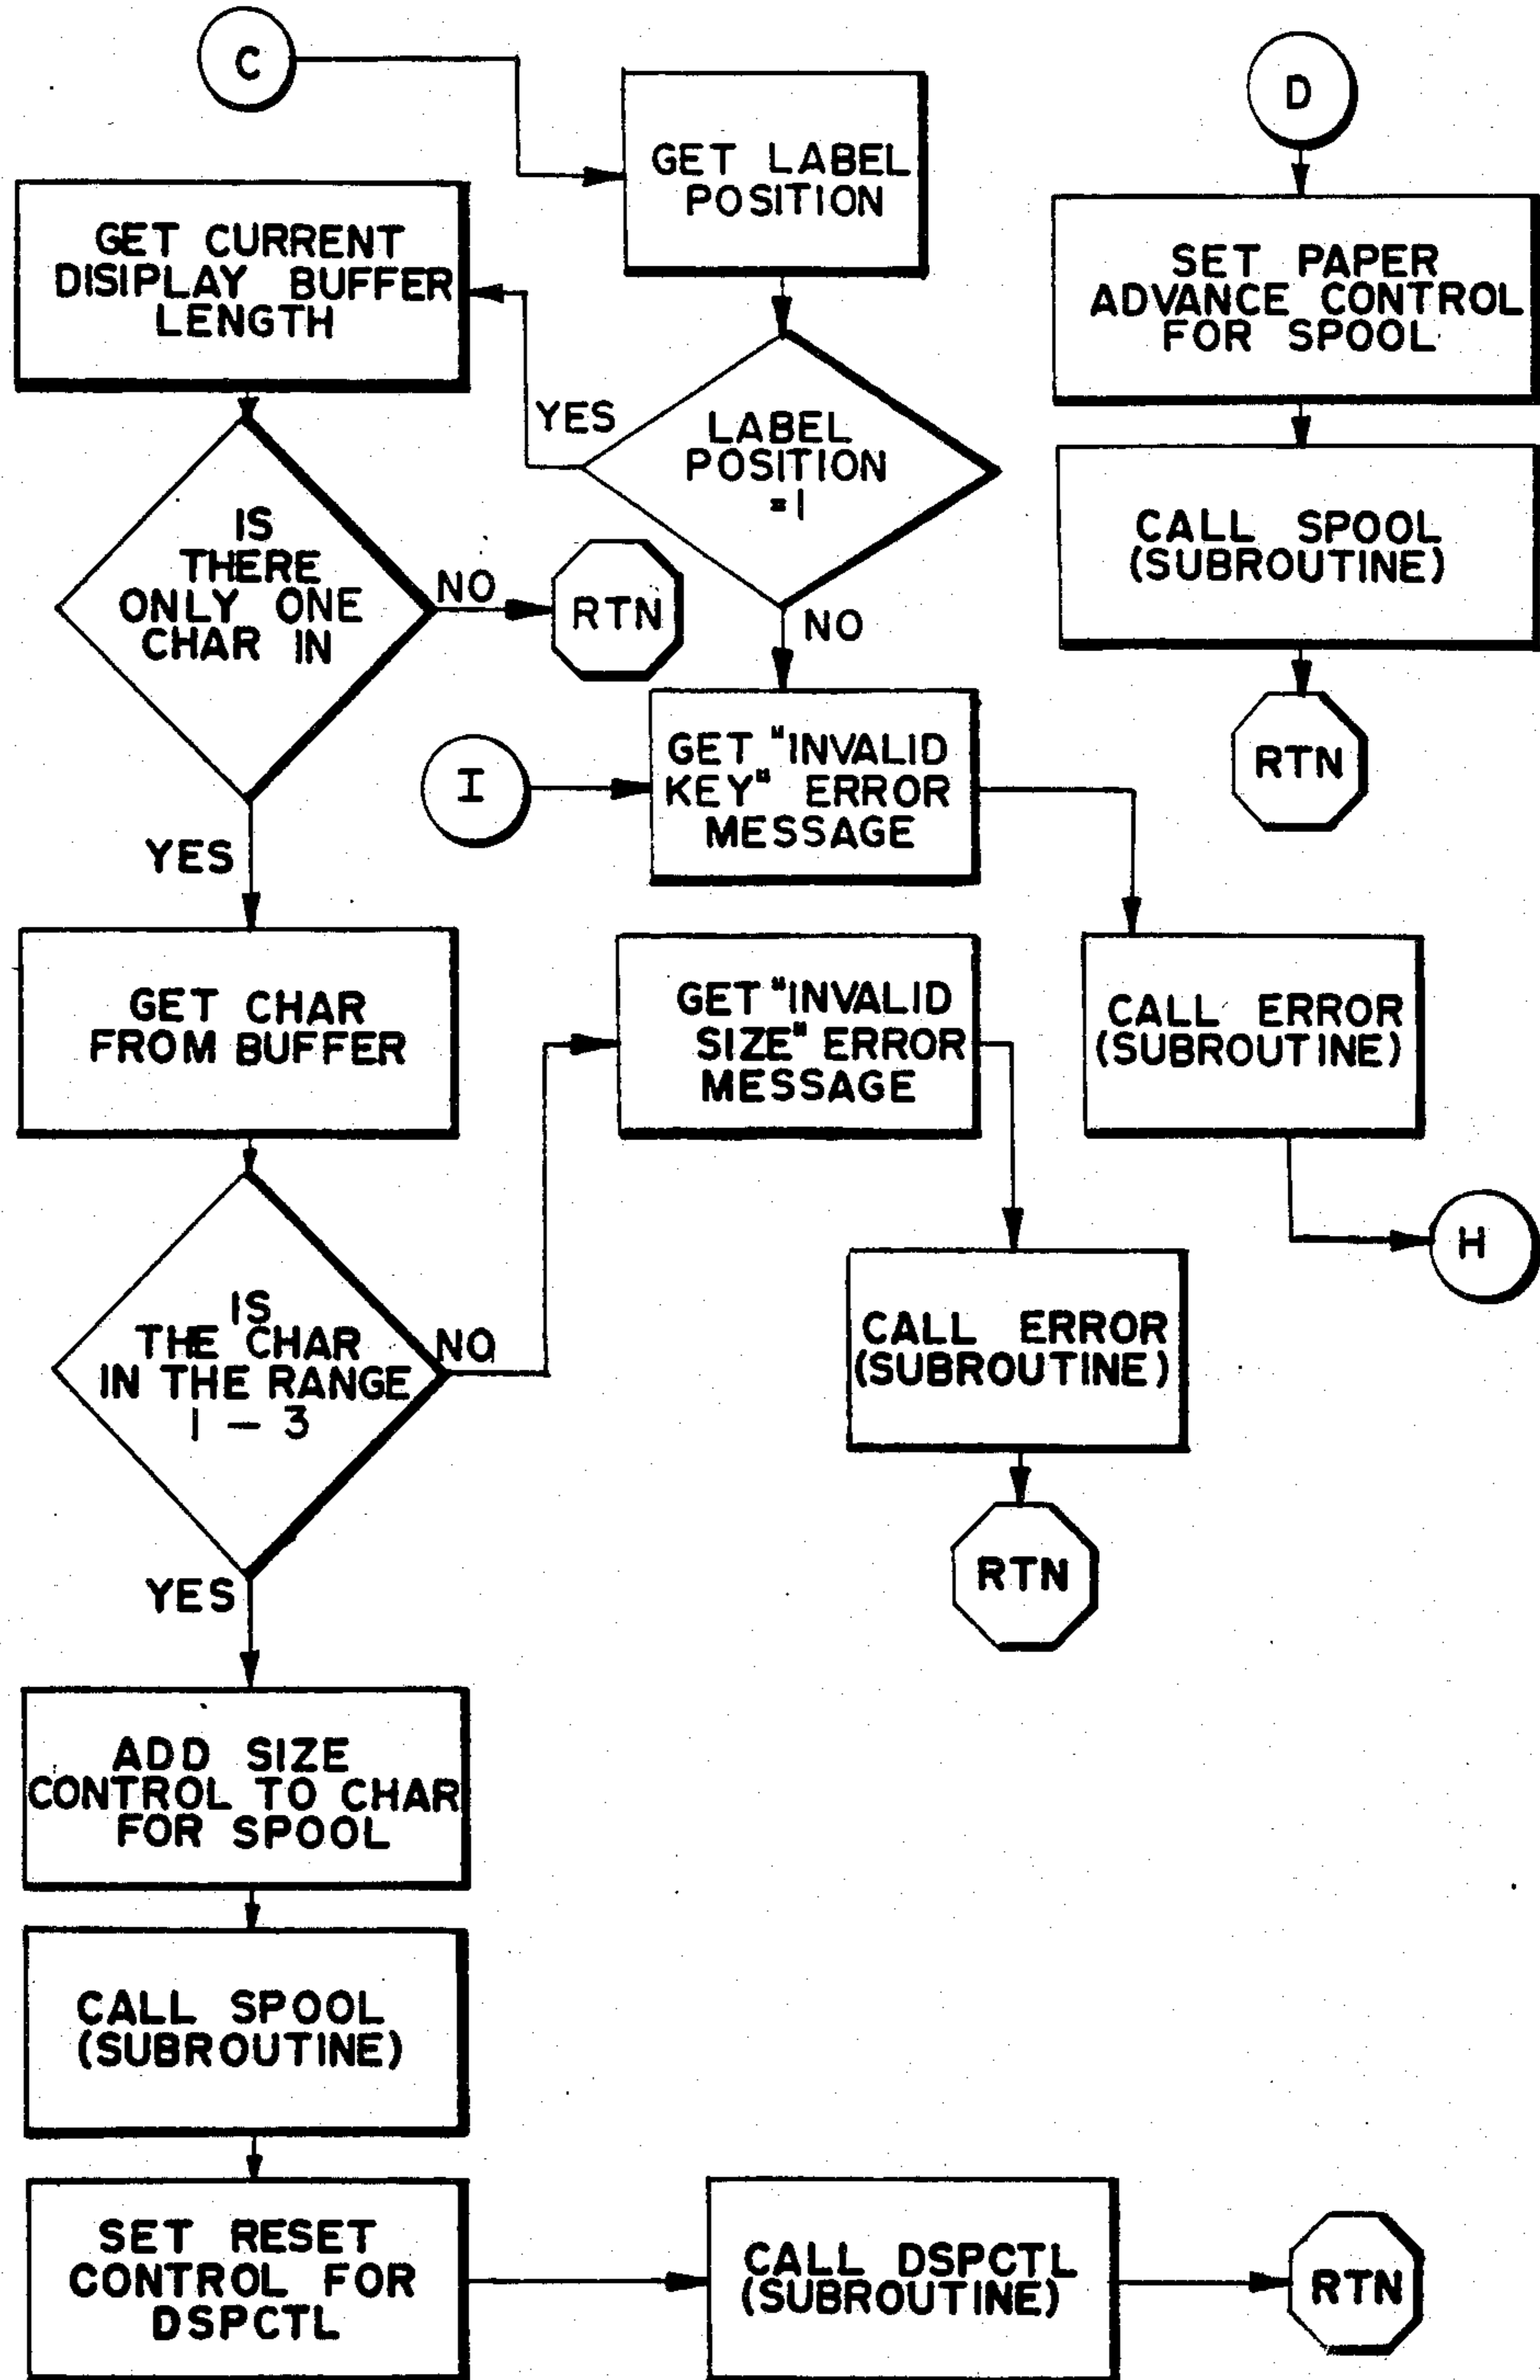 C
GET LABEL
POSITION
D
GET CURRENT
DISIPLAY BUFFER
LENGTH
SET PAPER
ADVANCE CONTROL
FOR SPOOL
YES
LABEL
POSITION
=1
IS
THERE
ONLY ONE
CHAR IN
NO
RTN
NO
CALL SPOOL
(SUBROUTINE)
RTN
I
GET "INVALID
KEY" ERROR
MESSAGE
YES
GET CHAR
FROM BUFFER
GET "INVALID
SIZE" ERROR
MESSAGE
CALL ERROR
(SUBROUTINE)
H
IS
THE CHAR
IN THE RANGE
1 – 3
NO
CALL ERROR
(SUBROUTINE)
RTN
YES
ADD SIZE
CONTROL TO CHAR
FOR SPOOL
CALL SPOOL
(SUBROUTINE)
SET RESET
CONTROL FOR
DSPCTL
CALL DSPCTL
(SUBROUTINE)
RTN